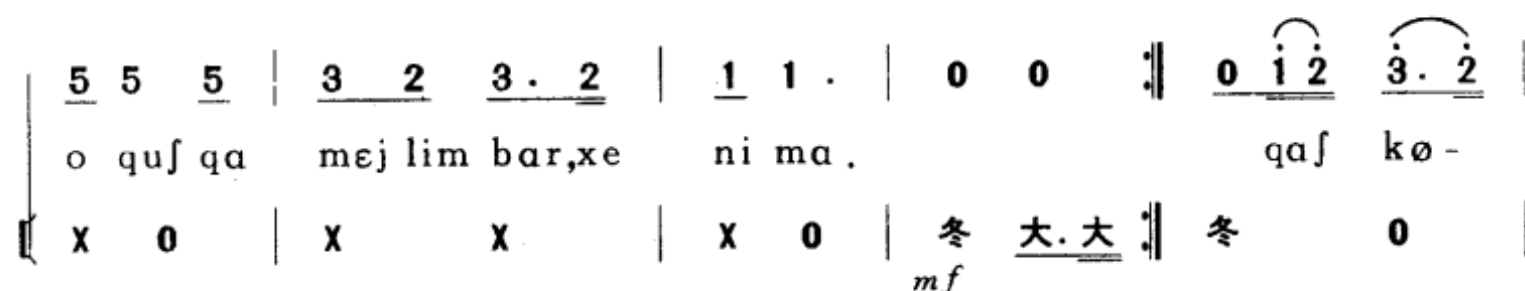 5 5 5 | 3 2 3 . 2 | 1 1 . | 0 0 :‖ 0 1̇ 2̇ 3̇ . 2̇ |
o quʃ qa mɛj lim bar,xe ni ma . qaʃ kø-
X 0 | X X | X 0 | 冬 大.大 :‖ 冬 0 |
mf